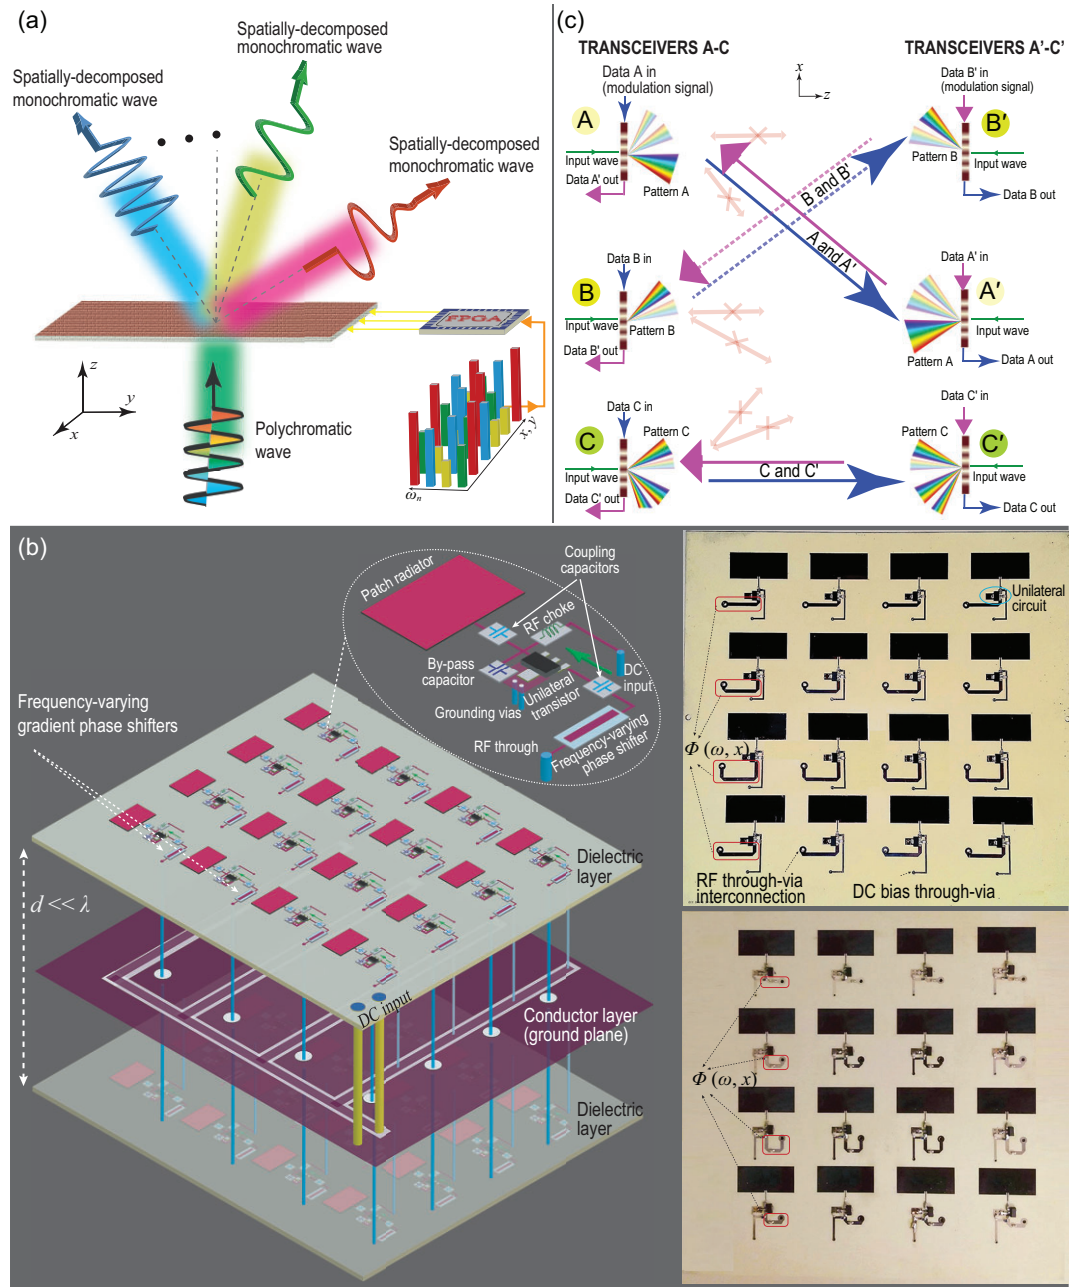 (a)
Spatially-decomposed
monochromatic wave
Spatially-decomposed
monochromatic wave
Spatially-decomposed
monochromatic wave
FPGA
z
y
x
Polychromatic
wave
x, y
ωn
(c)
TRANSCEIVERS A-C
TRANSCEIVERS A'-C'
Data A in
(modulation signal)
x
z
Data B' in
(modulation signal)
A
B'
Input wave
Pattern A
Data A' out
Pattern B
Input wave
Data B out
B and B'
A and A'
Data B in
Data A' in
B
A'
Input wave
Pattern B
Data B' out
Input wave
Pattern A
Data A out
Data C in
Data C' in
C
Pattern C
Pattern C
C'
Input wave
C and C'
Input wave
Data C' out
Data C out
(b)
Patch radiator
Coupling
capacitors
RF choke
By-pass
capacitor
Unilateral
transistor
DC
input
Grounding vias
RF through
Frequency-varying
phase shifter
Frequency-varying
gradient phase shifters
Dielectric
layer
d << λ
DC input
Conductor layer
(ground plane)
Dielectric
layer
Unilateral
circuit
Φ (ω, x)
RF through-via
interconnection
DC bias through-via
Φ (ω, x)